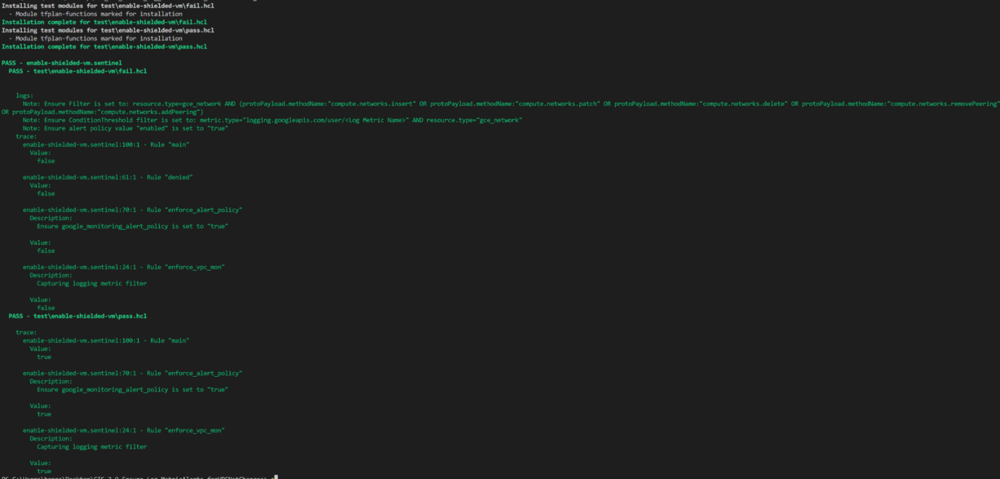 Installing test modules for test\enable-shielded-vm\fail.hcl
- Module tfplan-functions marked for installation
Installation complete for test\enable-shielded-vm\fail.hcl
Installing test modules for test\enable-shielded-vm\pass.hcl
- Module tfplan-functions marked for installation
Installation complete for test\enable-shielded-vm\pass.hcl
PASS - enable-shielded-vm.sentinel
PASS - test\enable-shielded-vm\fail.hcl
logs:
Note: Ensure Filter is set to: resource.type=gce_network AND (protoPayload.methodName:"compute.networks.insert" OR protoPayload.methodName:"compute.networks.patch" OR protoPayload.methodName:"compute.networks.delete" OR protoPayload.methodName:"compute.networks.removePeering"
OR protoPayload.methodName:"compute.networks.addPeering")
Note: Ensure ConditionThreshold filter is set to: metric.type="logging.googleapis.com/user/<Log Metric Name>" AND resource.type="gce_network"
Note: Ensure alert policy value "enabled" is set to "true"
trace:
enable-shielded-vm.sentinel:100:1 - Rule "main"
Value:
false
enable-shielded-vm.sentinel:61:1 - Rule "denied"
Value:
false
enable-shielded-vm.sentinel:70:1 - Rule "enforce_alert_policy"
Description:
Ensure google_monitoring_alert_policy is set to "true"
Value:
false
enable-shielded-vm.sentinel:24:1 - Rule "enforce_vpc_mon"
Description:
Capturing logging metric filter
Value:
false
PASS - test\enable-shielded-vm\pass.hcl
trace:
enable-shielded-vm.sentinel:100:1 - Rule "main"
Value:
true
enable-shielded-vm.sentinel:70:1 - Rule "enforce_alert_policy"
Description:
Ensure google_monitoring_alert_policy is set to "true"
Value:
true
enable-shielded-vm.sentinel:24:1 - Rule "enforce_vpc_mon"
Description:
Capturing logging metric filter
Value:
true